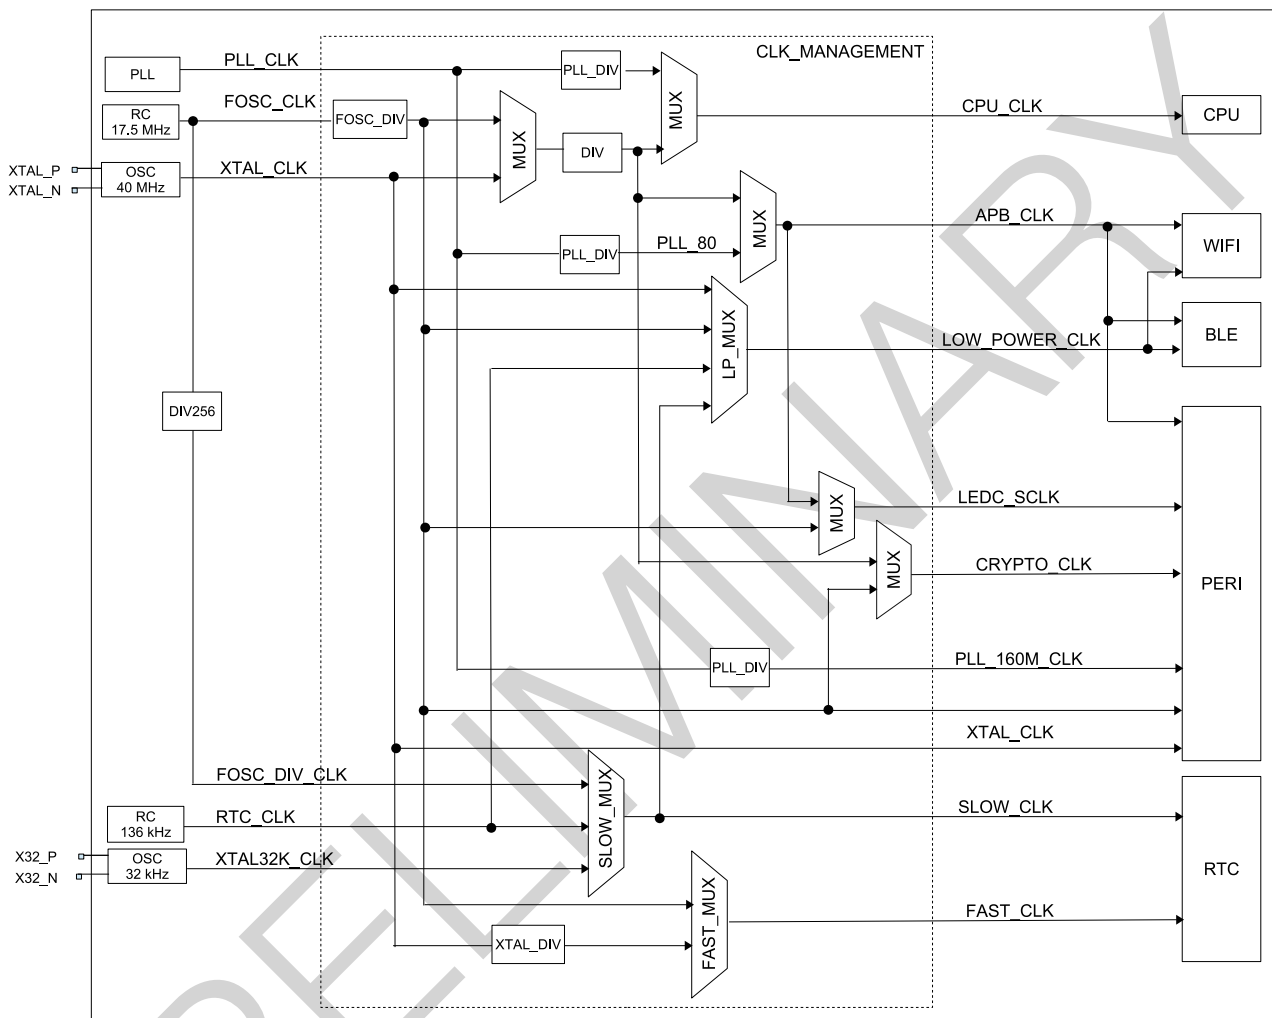 CLK_MANAGEMENT
PLL
PLL_CLK
PLL_DIV
MUX
RC
17.5 MHz
FOSC_CLK
FOSC_DIV
MUX
CPU_CLK
CPU
DIV
XTAL_P
XTAL_N
OSC
40 MHz
XTAL_CLK
MUX
APB_CLK
WIFI
PLL_DIV
PLL_80
LP_MUX
LOW_POWER_CLK
BLE
DIV256
MUX
LEDC_SCLK
MUX
CRYPTO_CLK
PERI
PLL_DIV
PLL_160M_CLK
XTAL_CLK
FOSC_DIV_CLK
SLOW_MUX
RC
136 kHz
RTC_CLK
SLOW_CLK
X32_P
X32_N
OSC
32 kHz
XTAL32K_CLK
RTC
FAST_MUX
FAST_CLK
XTAL_DIV
PRELIMINARY